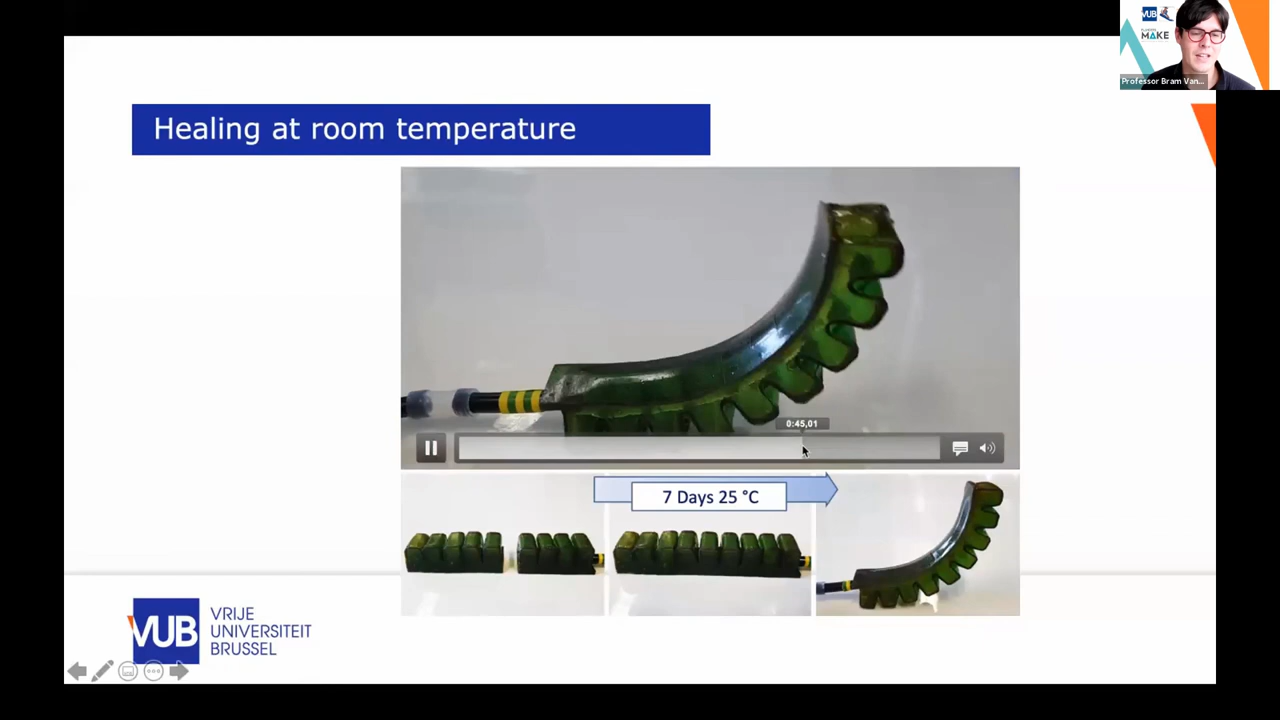 VUB
MAKE
Professor Bram Van...
Healing at room temperature
0:45,01
7 Days 25 °C
VUB
VRIJE
UNIVERSITEIT
BRUSSEL